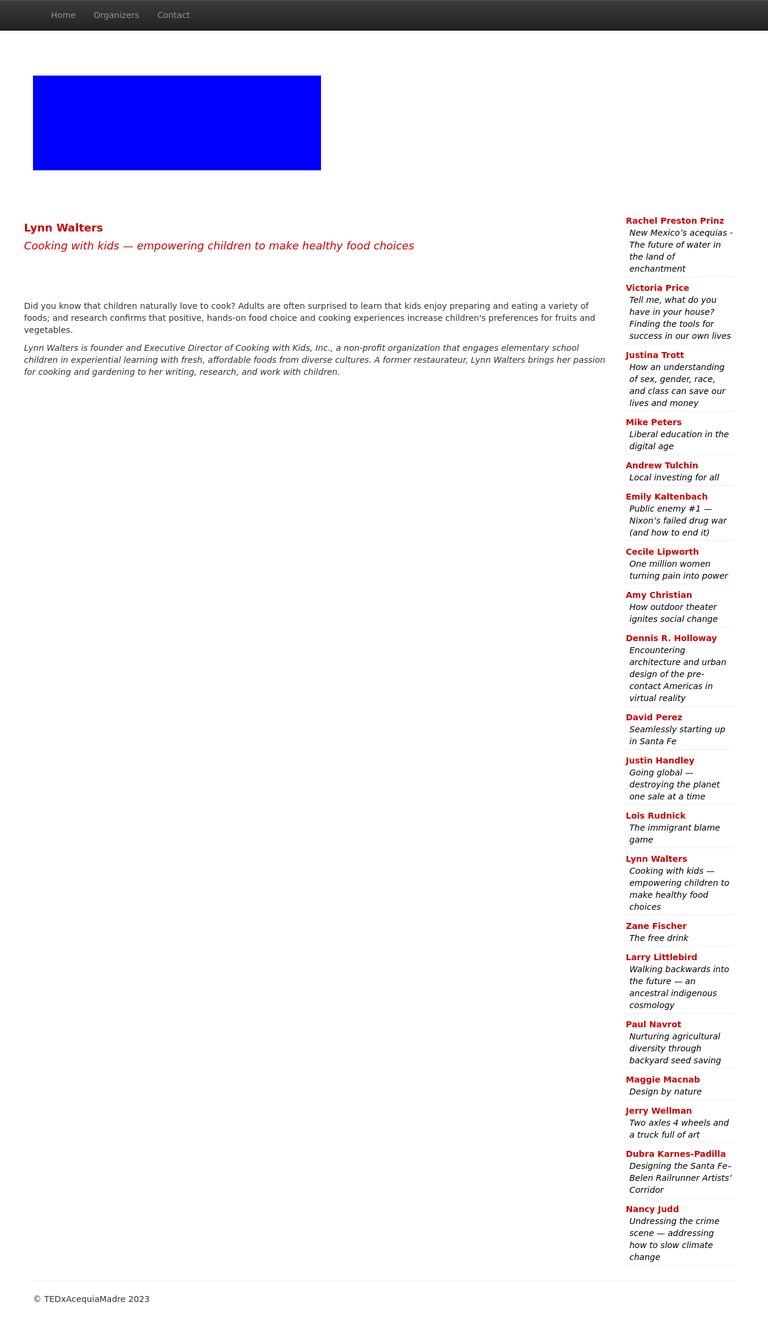 Home Organizers Contact
Lynn Walters
Cooking with kids — empowering children to make healthy food choices
Did you know that children naturally love to cook? Adults are often surprised to learn that kids enjoy preparing and eating a variety of
foods; and research confirms that positive, hands-on food choice and cooking experiences increase children's preferences for fruits and
vegetables.
Lynn Walters is founder and Executive Director of Cooking with Kids, Inc., a non-profit organization that engages elementary school
children in experiential learning with fresh, affordable foods from diverse cultures. A former restaurateur, Lynn Walters brings her passion
for cooking and gardening to her writing, research, and work with children.
Rachel Preston Prinz
New Mexico’s acequias -
The future of water in
the land of
enchantment
Victoria Price
Tell me, what do you
have in your house?
Finding the tools for
success in our own lives
Justina Trott
How an understanding
of sex, gender, race,
and class can save our
lives and money
Mike Peters
Liberal education in the
digital age
Andrew Tulchin
Local investing for all
Emily Kaltenbach
Public enemy #1 —
Nixon’s failed drug war
(and how to end it)
Cecile Lipworth
One million women
turning pain into power
Amy Christian
How outdoor theater
ignites social change
Dennis R. Holloway
Encountering
architecture and urban
design of the pre-
contact Americas in
virtual reality
David Perez
Seamlessly starting up
in Santa Fe
Justin Handley
Going global —
destroying the planet
one sale at a time
Lois Rudnick
The immigrant blame
game
Lynn Walters
Cooking with kids —
empowering children to
make healthy food
choices
Zane Fischer
The free drink
Larry Littlebird
Walking backwards into
the future — an
ancestral indigenous
cosmology
Paul Navrot
Nurturing agricultural
diversity through
backyard seed saving
Maggie Macnab
Design by nature
Jerry Wellman
Two axles 4 wheels and
a truck full of art
Dubra Karnes-Padilla
Designing the Santa Fe–
Belen Railrunner Artists’
Corridor
Nancy Judd
Undressing the crime
scene — addressing
how to slow climate
change
© TEDxAcequiaMadre 2023